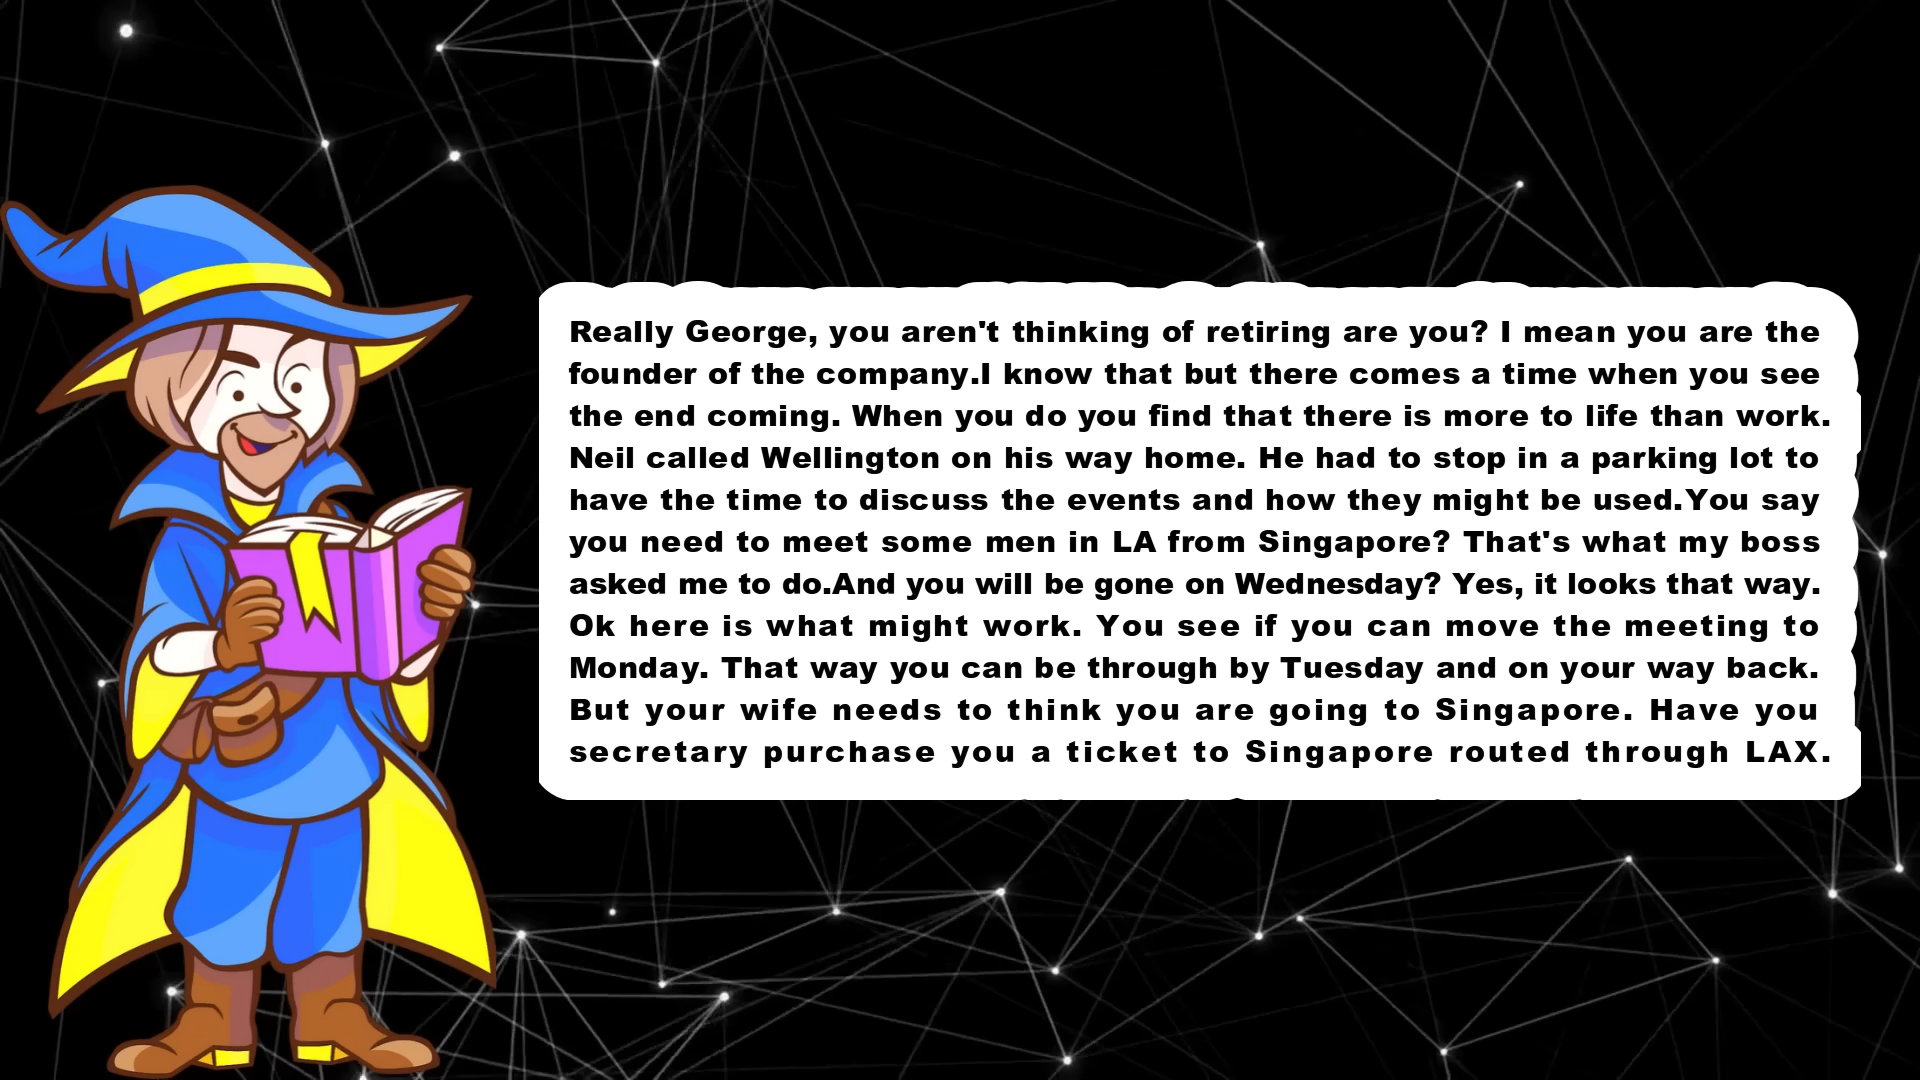 Really George, you aren't thinking of retiring are you? I mean you are the
founder of the company.I know that but there comes a time when you see
the end coming. When you do you find that there is more to life than work.
Neil called Wellington on his way home. He had to stop in a parking lot to
have the time to discuss the events and how they might be used.You say
you need to meet some men in LA from Singapore? That's what my boss
asked me to do.And you will be gone on Wednesday? Yes, it looks that way.
Ok here is what might work. You see if you can move the meeting to
Monday. That way you can be through by Tuesday and on your way back.
But your wife needs to think you are going to Singapore. Have you
secretary purchase you a ticket to Singapore routed through LAX.